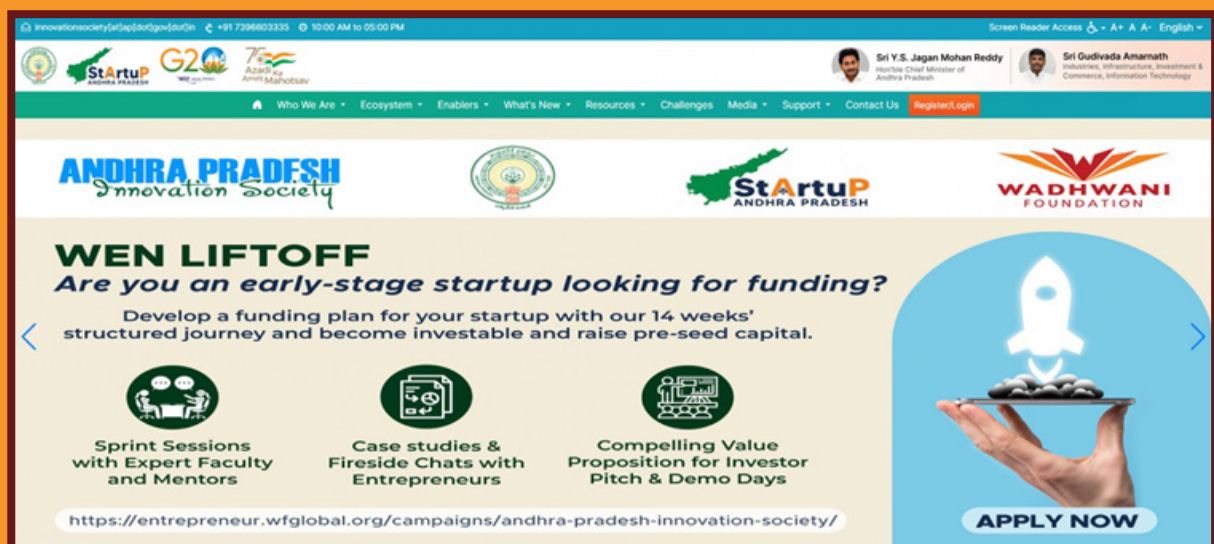 innovationsociety[at]ap[dot]gov[dot]in +91 7396603335 10:00 AM to 05:00 PM
Screen Reader Access A+ A A- English
StArtuP
ANDHRA PRADESH
G20
75
Azadi Ka
Amrit Mahotsav
Sri Y.S. Jagan Mohan Reddy
Hon'ble Chief Minister of
Andhra Pradesh
Sri Gudivada Amarnath
Industries, Infrastructure, Investment &
Commerce, Information Technology
Who We Are Ecosystem Enablers What's New Resources Challenges Media Support Contact Us Register/Login
ANDHRA PRADESH
Innovation Society
StArtuP
ANDHRA PRADESH
WADHWANI
FOUNDATION
WEN LIFTOFF
Are you an early-stage startup looking for funding?
Develop a funding plan for your startup with our 14 weeks'
structured journey and become investable and raise pre-seed capital.
Sprint Sessions
with Expert Faculty
and Mentors
Case studies &
Fireside Chats with
Entrepreneurs
Compelling Value
Proposition for Investor
Pitch & Demo Days
https://entrepreneur.wfglobal.org/campaigns/andhra-pradesh-innovation-society/
APPLY NOW